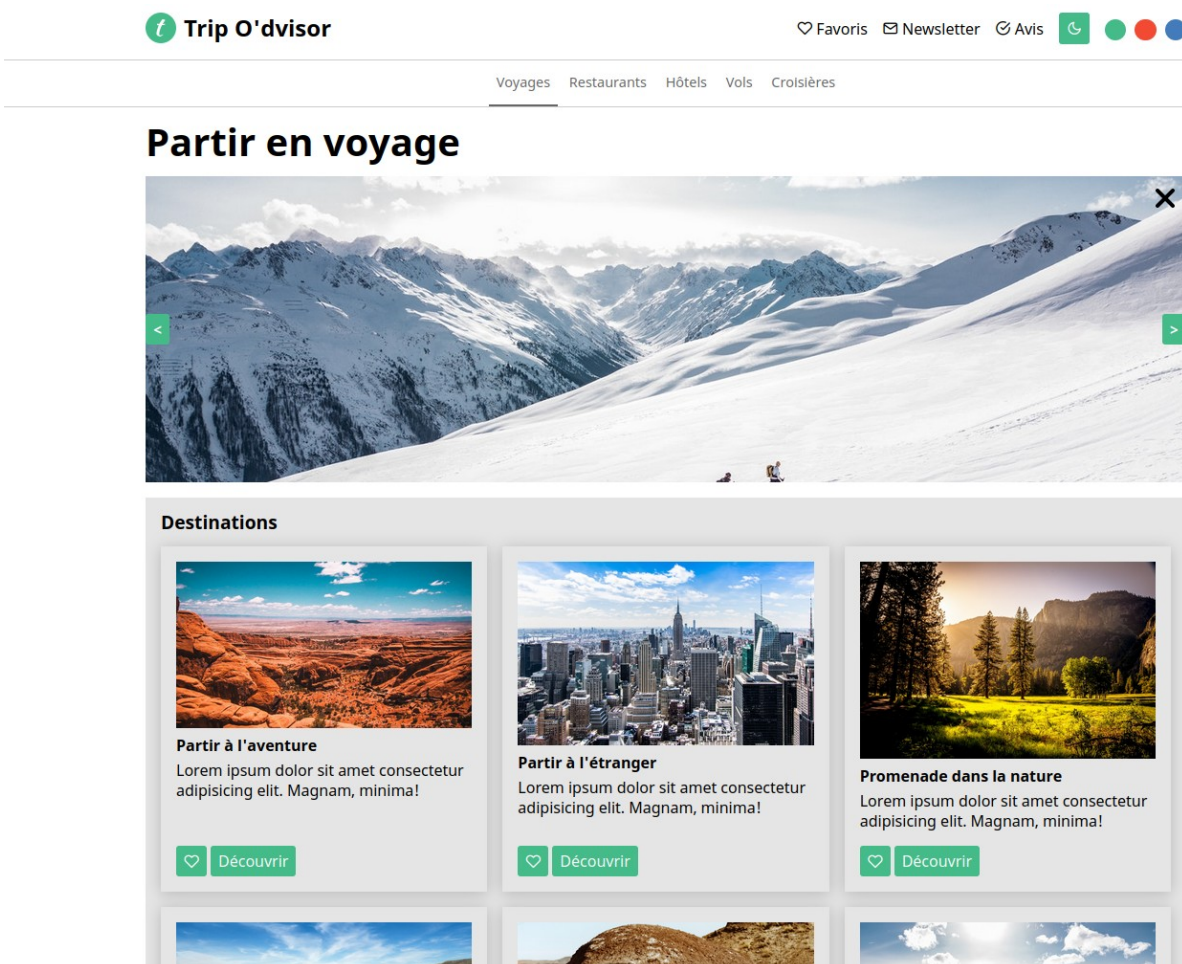 t Trip O'dvisor
Favoris Newsletter Avis
Voyages Restaurants Hôtels Vols Croisières
Partir en voyage
<
>
Destinations
Partir à l'aventure
Lorem ipsum dolor sit amet consectetur
adipisicing elit. Magnam, minima!
Découvrir
Partir à l'étranger
Lorem ipsum dolor sit amet consectetur
adipisicing elit. Magnam, minima!
Découvrir
Promenade dans la nature
Lorem ipsum dolor sit amet consectetur
adipisicing elit. Magnam, minima!
Découvrir